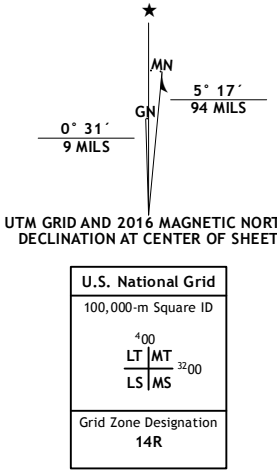 MN
GN
5° 17´
94 MILS
0° 31´
9 MILS
UTM GRID AND 2016 MAGNETIC NORT
DECLINATION AT CENTER OF SHEET
U.S. National Grid
100,000-m Square ID
400
LT MT
3200
LS MS
Grid Zone Designation
14R